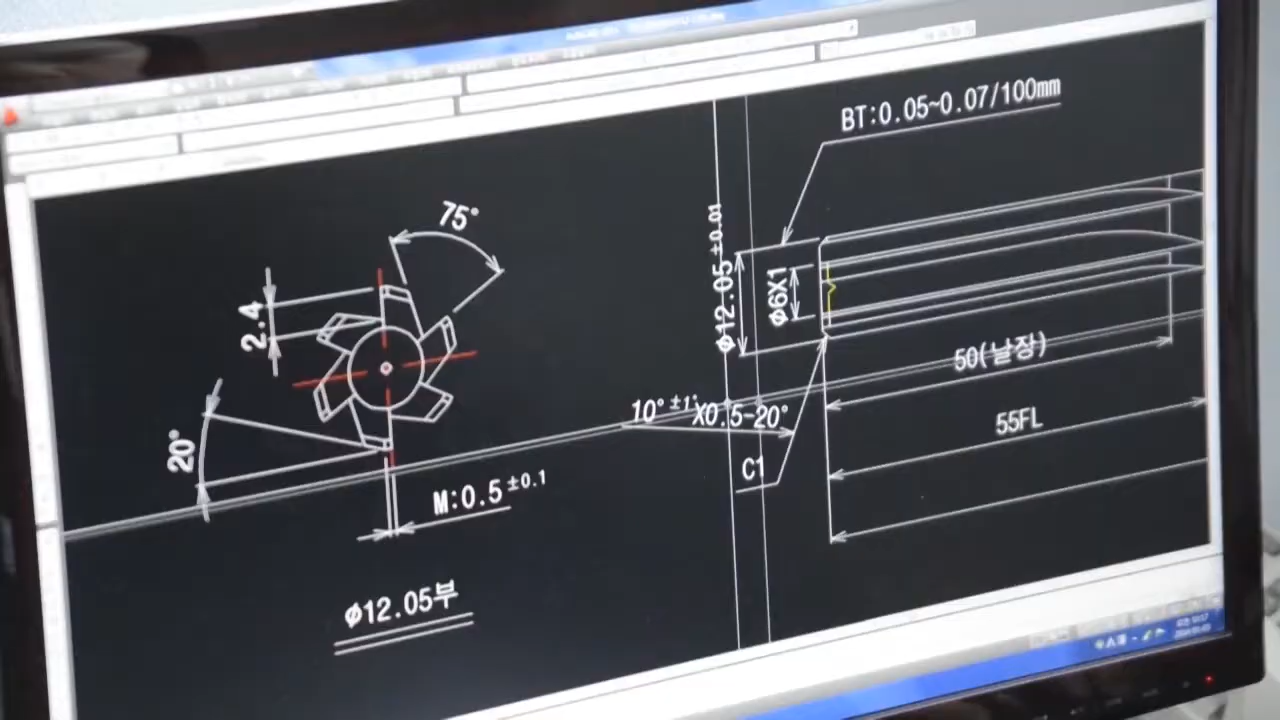 75°
2.4
20°
M:0.5±0.1
ø12.05부
BT:0.05~0.07/100mm
ø12.05±0.01
ø6X1
50(날장)
10°±1°X0.5-20°
55FL
C1